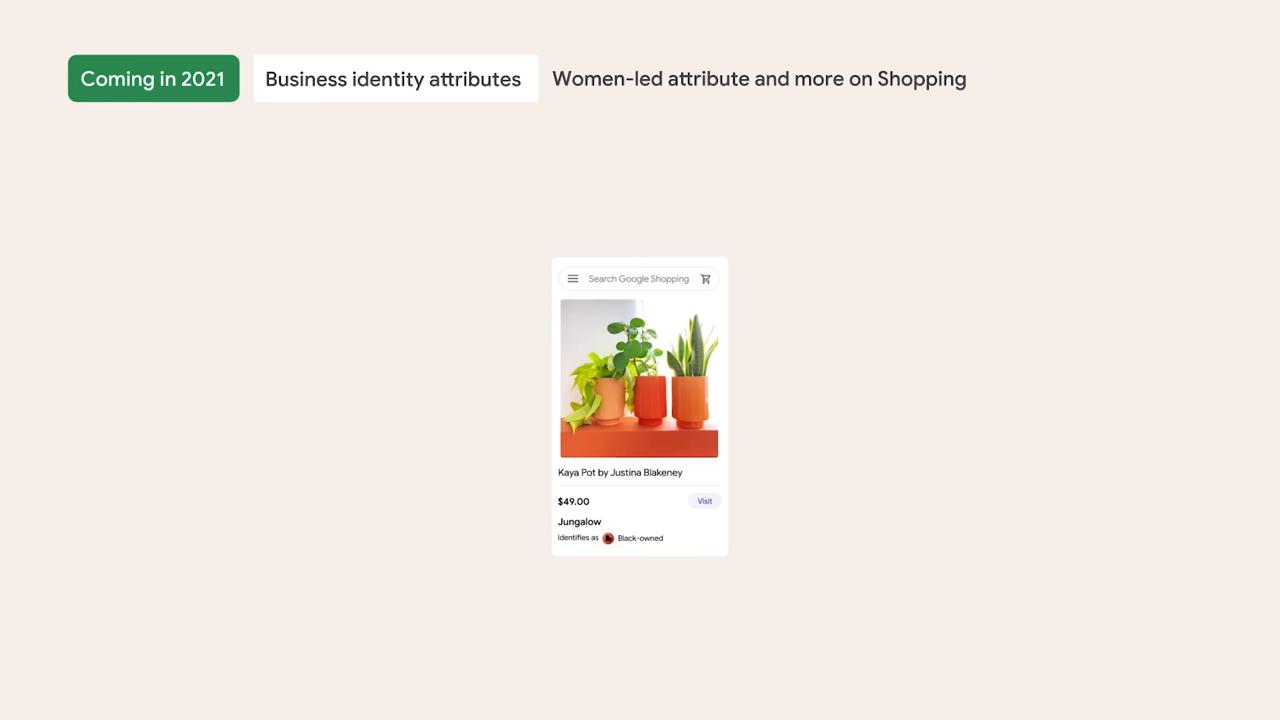 Coming in 2021
Business identity attributes
Women-led attribute and more on Shopping
Search Google Shopping
Kaya Pot by Justina Blakeney
$49.00
Visit
Jungalow
Identifies as Black-owned